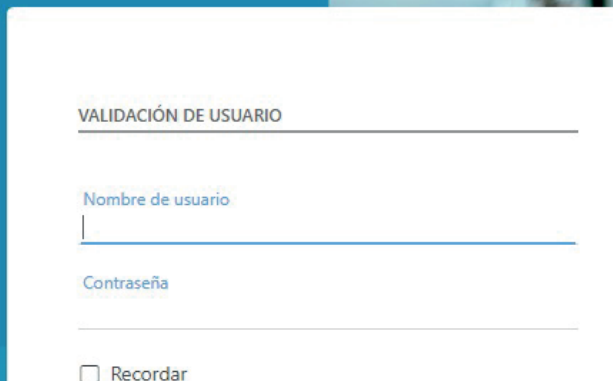 VALIDACIÓN DE USUARIO
Nombre de usuario
Contraseña
Recordar